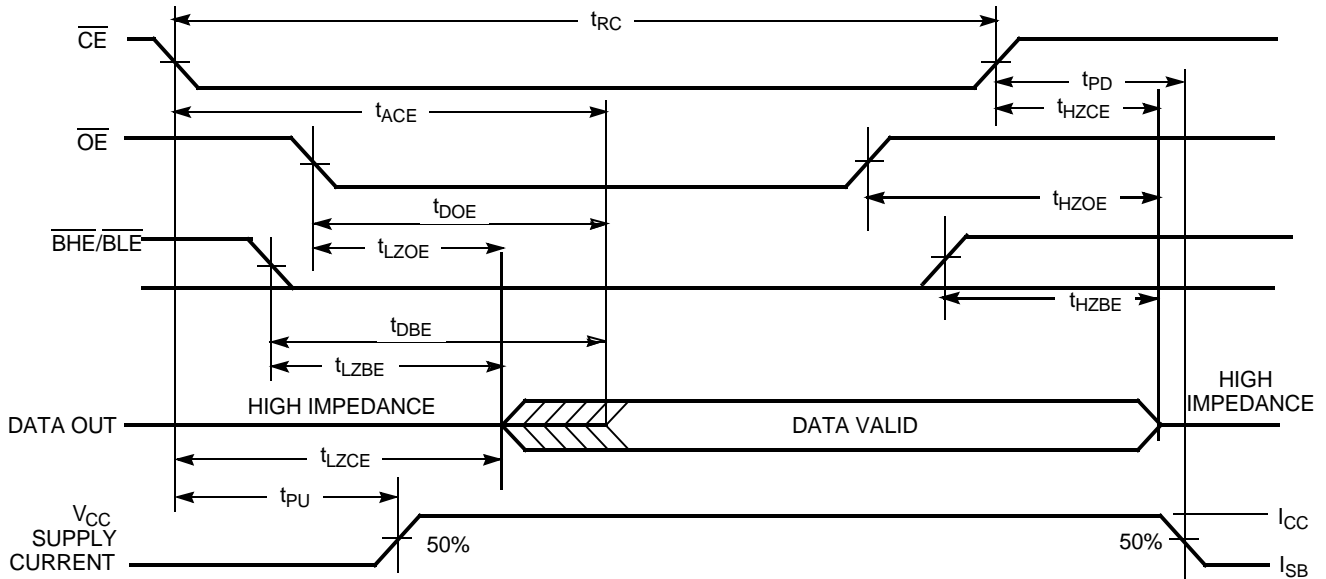 tRC
CE
tPD
tACE
tHZCE
OE
tDOE
tHZOE
BHE/BLE
tLZOE
tHZBE
tDBE
tLZBE
HIGH IMPEDANCE
HIGH
IMPEDANCE
DATA OUT
DATA VALID
tLZCE
tPU
VCC
SUPPLY
CURRENT
50%
50%
ICC
ISB